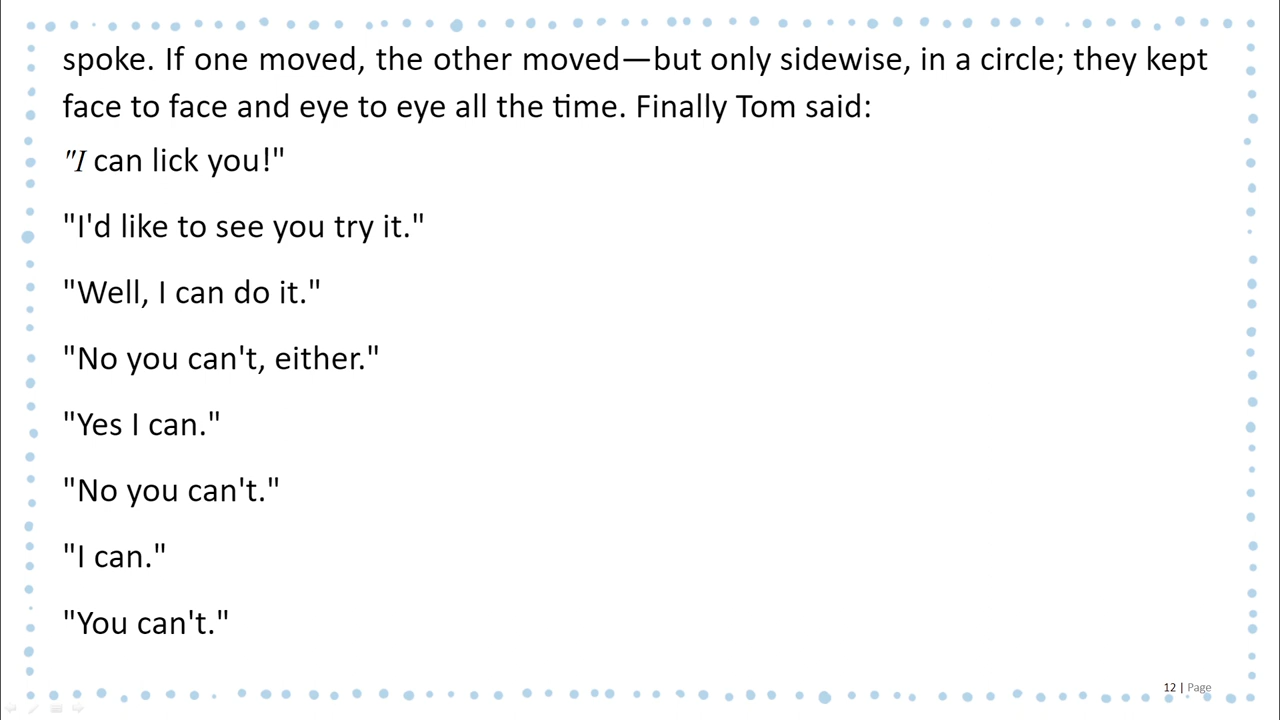 spoke. If one moved, the other moved—but only sidewise, in a circle; they kept
face to face and eye to eye all the time. Finally Tom said:
"I can lick you!"
"I'd like to see you try it."
"Well, I can do it."
"No you can't, either."
"Yes I can."
"No you can't."
"I can."
"You can't."
12 | Page